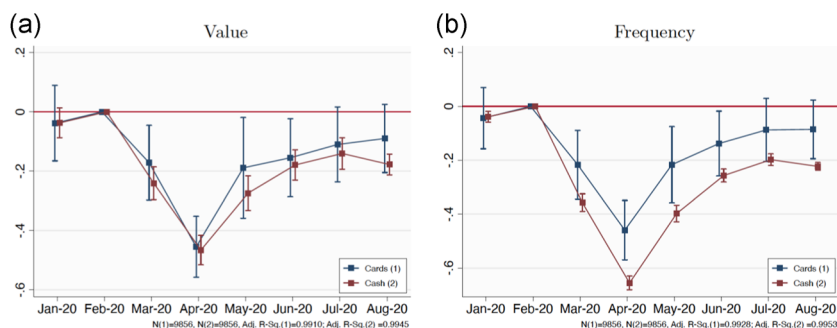 (a)
Value
.2
0
-.2
-.4
-.6
Jan-20 Feb-20 Mar-20 Apr-20 May-20 Jun-20 Jul-20 Aug-20
Cards (1)
Cash (2)
N(1)=9856, N(2)=9856, Adj. R-Sq.(1)=0.9910; Adj. R-Sq.(2) =0.9945
(b)
Frequency
.2
0
-.2
-.4
-.6
Jan-20 Feb-20 Mar-20 Apr-20 May-20 Jun-20 Jul-20 Aug-20
Cards (1)
Cash (2)
N(1)=9856, N(2)=9856, Adj. R-Sq.(1)=0.9928; Adj. R-Sq.(2) =0.9953